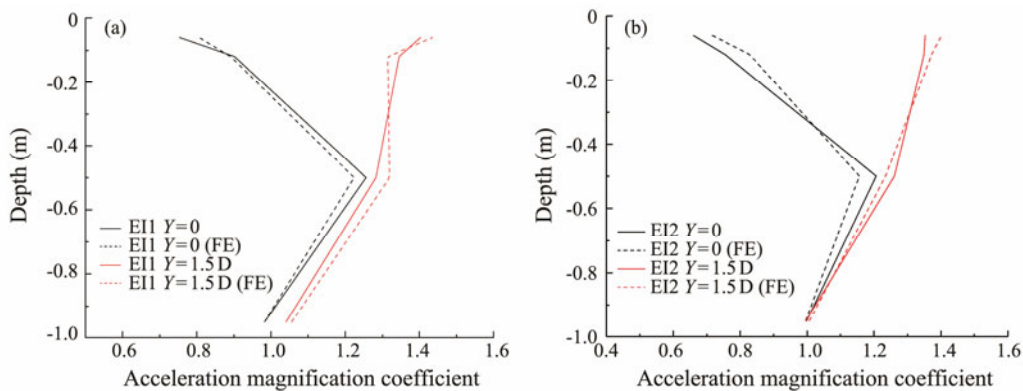 (a)
Depth (m)
0
-0.2
-0.4
-0.6
-0.8
-1.0
EI1 Y=0
EI1 Y=0 (FE)
EI1 Y=1.5 D
EI1 Y=1.5 D (FE)
0.6 0.8 1.0 1.2 1.4 1.6
Acceleration magnification coefficient
(b)
Depth (m)
0
-0.2
-0.4
-0.6
-0.8
-1.0
EI2 Y=0
EI2 Y=0 (FE)
EI2 Y=1.5 D
EI2 Y=1.5 D (FE)
0.4 0.6 0.8 1.0 1.2 1.4 1.6
Acceleration magnification coefficient